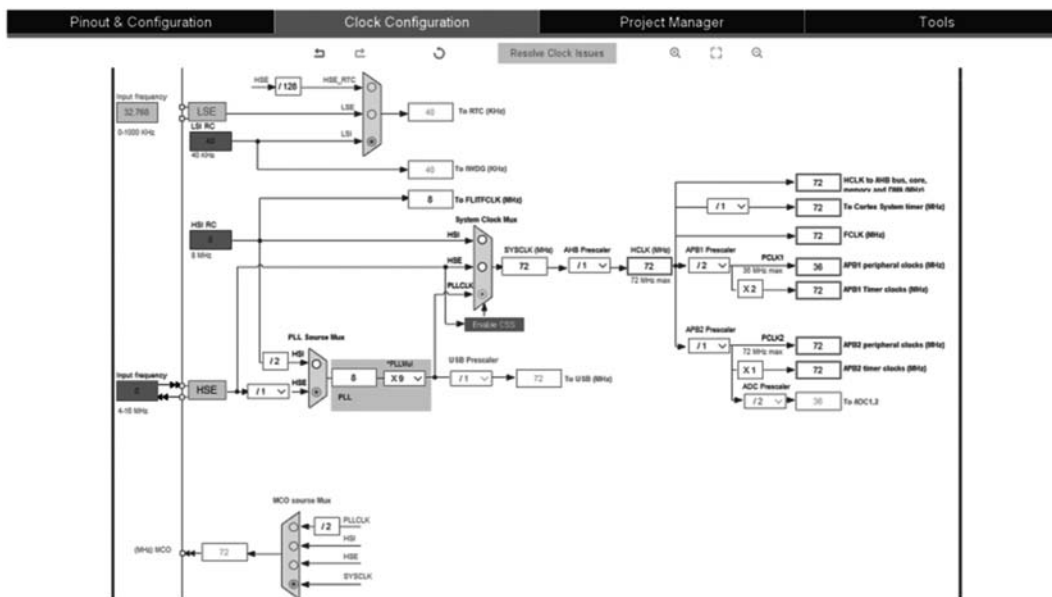 Pinout & Configuration
Clock Configuration
Project Manager
Tools
Resolve Clock Issues
HSE
/ 128
HSE_RTC
Input frequency
32.768
0-1000 KHz
LSE
LSE
40
To RTC (KHz)
LSI RC
40
40 KHz
LSI
40
To IWDG (KHz)
8
To FLITFCLK (MHz)
HSI RC
8
8 MHz
System Clock Mux
HSI
HSE
PLLCLK
SYSCLK (MHz)
72
AHB Prescaler
/ 1
HCLK (MHz)
72
72 MHz max
Enable CSS
72
HCLK to AHB bus, core,
memory and DMA (MHz)
/ 1
72
To Cortex System timer (MHz)
72
FCLK (MHz)
APB1 Prescaler
/ 2
PCLK1
36 MHz max
36
APB1 peripheral clocks (MHz)
X 2
72
APB1 Timer clocks (MHz)
APB2 Prescaler
/ 1
PCLK2
72 MHz max
72
APB2 peripheral clocks (MHz)
X 1
72
APB2 timer clocks (MHz)
ADC Prescaler
/ 2
36
To ADC1,2
PLL Source Mux
/ 2
HSI
HSE
/ 1
8
*PLLMul
X 9
PLL
USB Prescaler
/ 1
72
To USB (MHz)
Input frequency
4-16 MHz
HSE
MCO source Mux
/ 2
PLLCLK
HSI
HSE
SYSCLK
(MHz) MCO
72